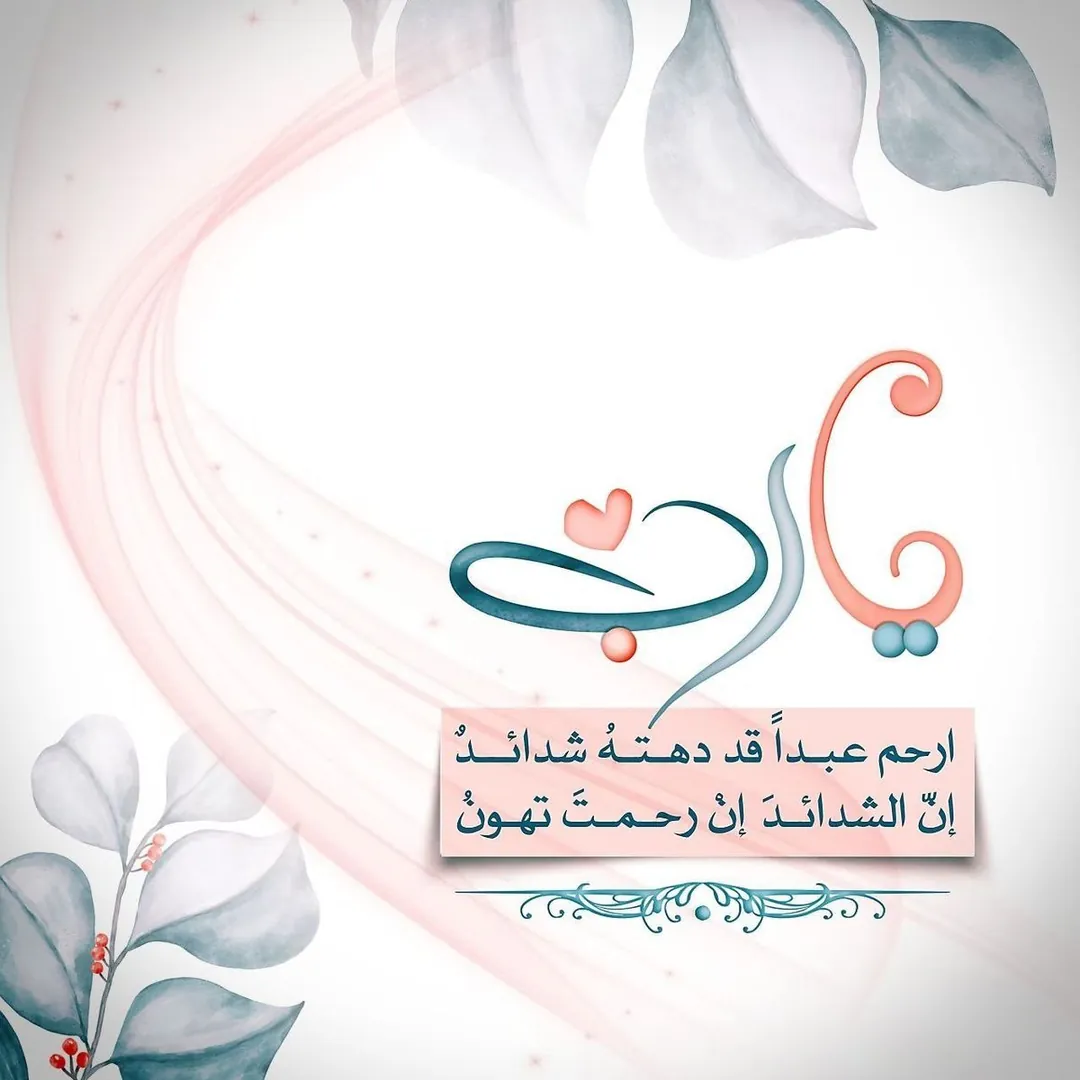 يارب
ارحم عبداً قد دهتهُ شدائدٌ
إنّ الشدائدَ إنْ رحمتَ تهونُ